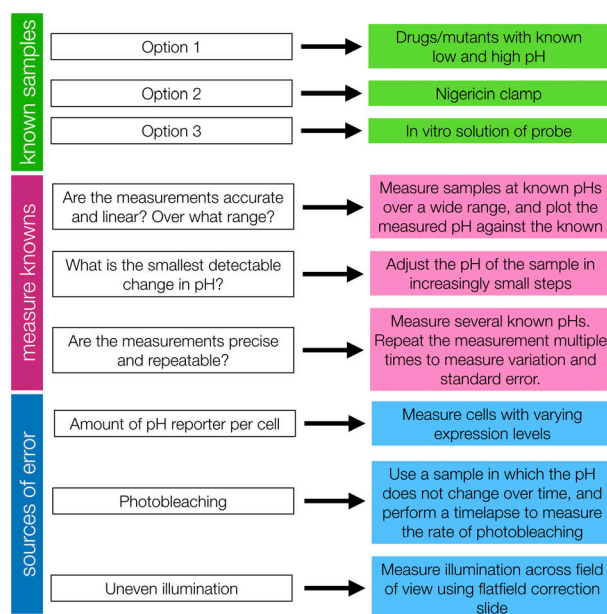 known samples
Option 1
Drugs/mutants with known
low and high pH
Option 2
Nigericin clamp
Option 3
In vitro solution of probe
measure knowns
Are the measurements accurate
and linear? Over what range?
Measure samples at known pHs
over a wide range, and plot the
measured pH against the known
What is the smallest detectable
change in pH?
Adjust the pH of the sample in
increasingly small steps
Are the measurements precise
and repeatable?
Measure several known pHs.
Repeat the measurement multiple
times to measure variation and
standard error.
sources of error
Amount of pH reporter per cell
Measure cells with varying
expression levels
Photobleaching
Use a sample in which the pH
does not change over time, and
perform a timelapse to measure
the rate of photobleaching
Uneven illumination
Measure illumination across field
of view using flatfield correction
slide